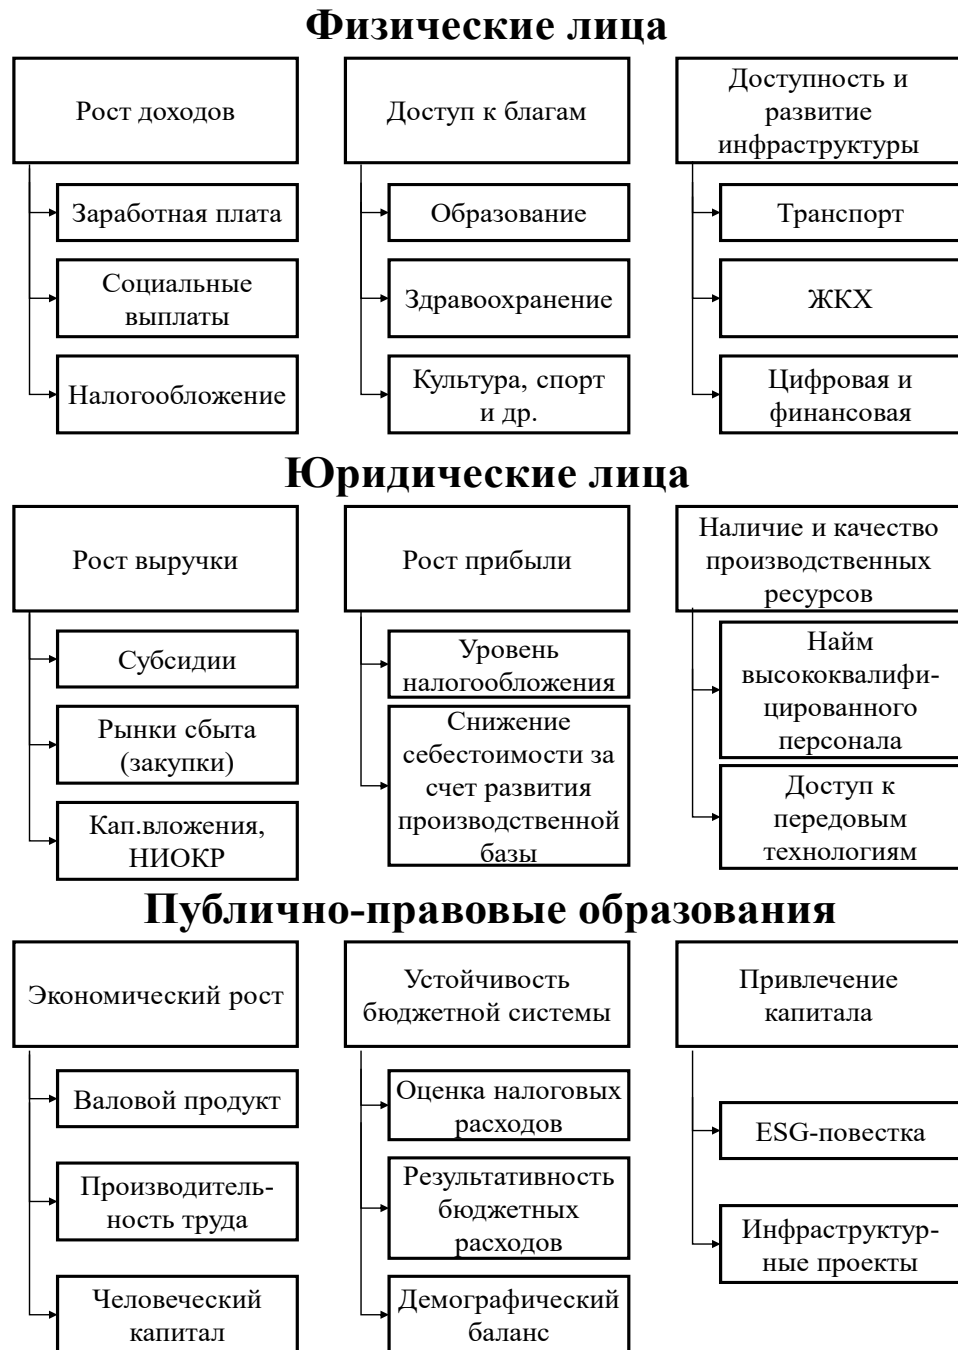 Физические лица
Рост доходов
Заработная плата
Социальные
выплаты
Налогообложение
Доступ к благам
Образование
Здравоохранение
Культура, спорт
и др.
Доступность и
развитие
инфраструктуры
Транспорт
ЖКХ
Цифровая и
финансовая
Юридические лица
Рост выручки
Субсидии
Рынки сбыта
(закупки)
Кап.вложения,
НИОКР
Рост прибыли
Уровень
налогообложения
Снижение
себестоимости за
счет развития
производственной
базы
Наличие и качество
производственных
ресурсов
Найм
высококвалифи-
цированного
персонала
Доступ к
передовым
технологиям
Публично-правовые образования
Экономический рост
Валовой продукт
Производитель-
ность труда
Человеческий
капитал
Устойчивость
бюджетной системы
Оценка налоговых
расходов
Результативность
бюджетных
расходов
Демографический
баланс
Привлечение
капитала
ESG-повестка
Инфраструктур-
ные проекты